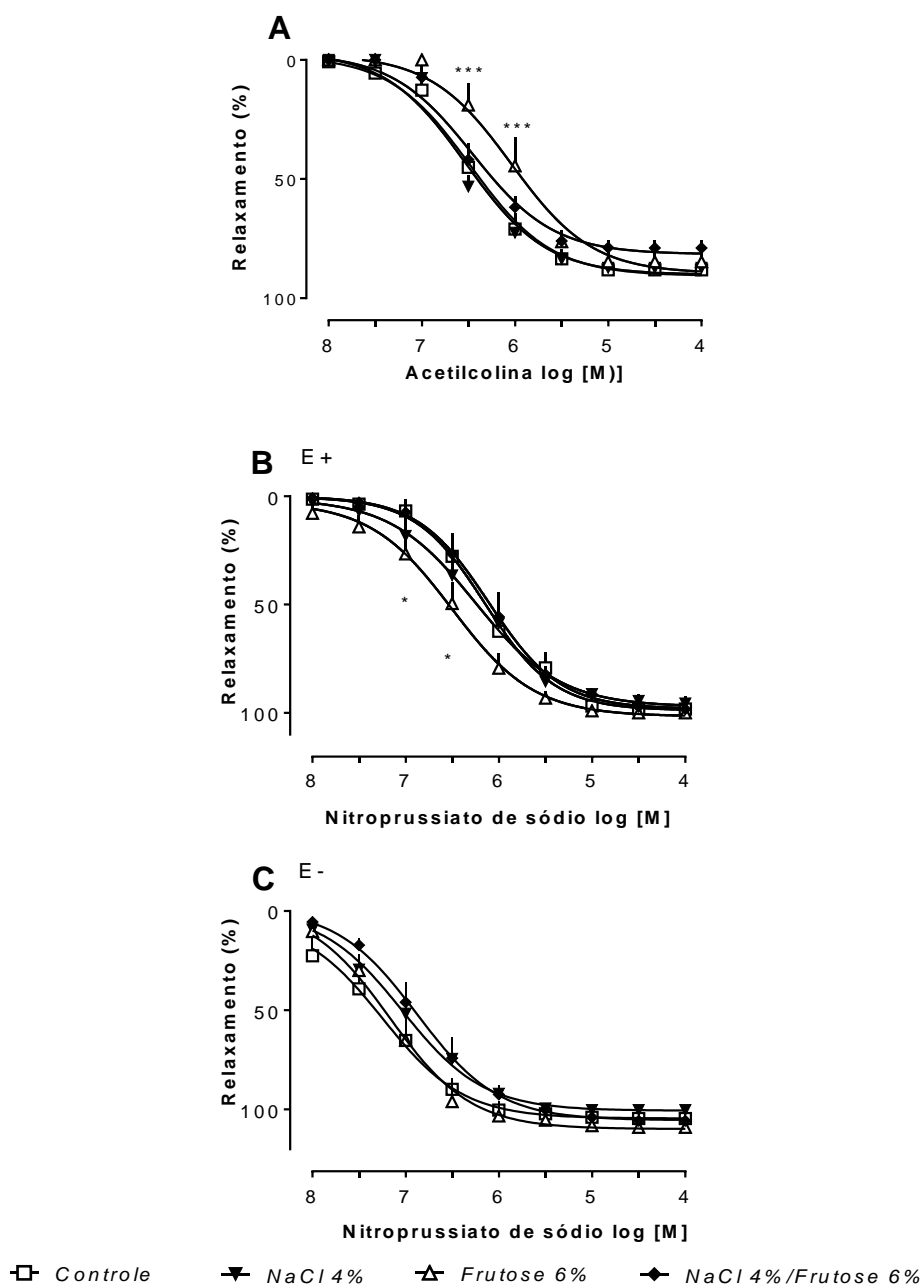 A
Relaxamento (%)
0
50
100
***
***
8 7 6 5 4
Acetilcolina log [M)]
B E +
Relaxamento (%)
0
50
100
*
*
8 7 6 5 4
Nitroprussiato de sódio log [M]
C E -
Relaxamento (%)
0
50
100
8 7 6 5 4
Nitroprussiato de sódio log [M]
Controle NaCl 4% Frutose 6% NaCl 4%/Frutose 6%